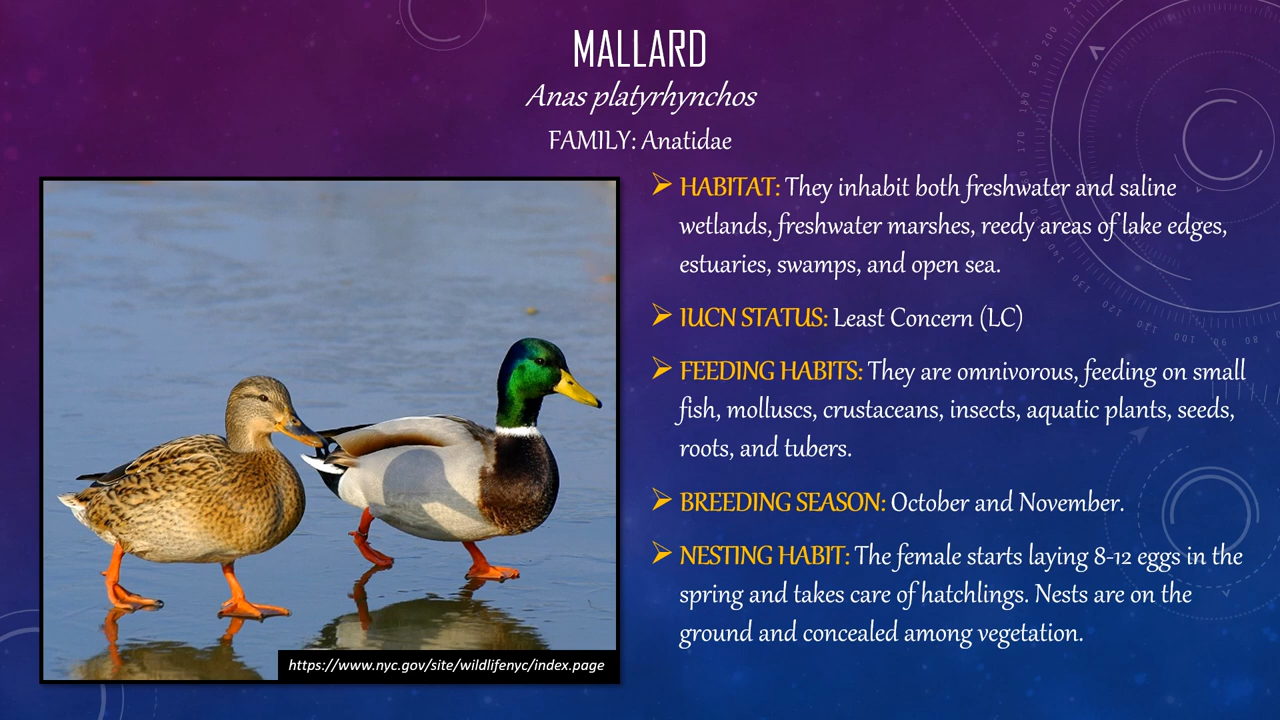 MALLARD
Anas platyrhynchos
FAMILY: Anatidae
➢ HABITAT: They inhabit both freshwater and saline
wetlands, freshwater marshes, reedy areas of lake edges,
estuaries, swamps, and open sea.
➢ IUCN STATUS: Least Concern (LC)
➢ FEEDING HABITS: They are omnivorous, feeding on small
fish, molluscs, crustaceans, insects, aquatic plants, seeds,
roots, and tubers.
➢ BREEDING SEASON: October and November.
➢ NESTING HABIT: The female starts laying 8-12 eggs in the
spring and takes care of hatchlings. Nests are on the
ground and concealed among vegetation.
https://www.nyc.gov/site/wildlifenyc/index.page